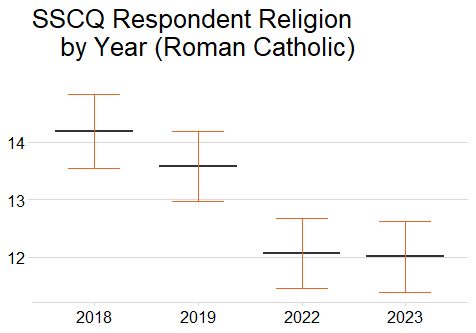 SSCQ Respondent Religion
by Year (Roman Catholic)
14
13
12
2018 2019 2022 2023